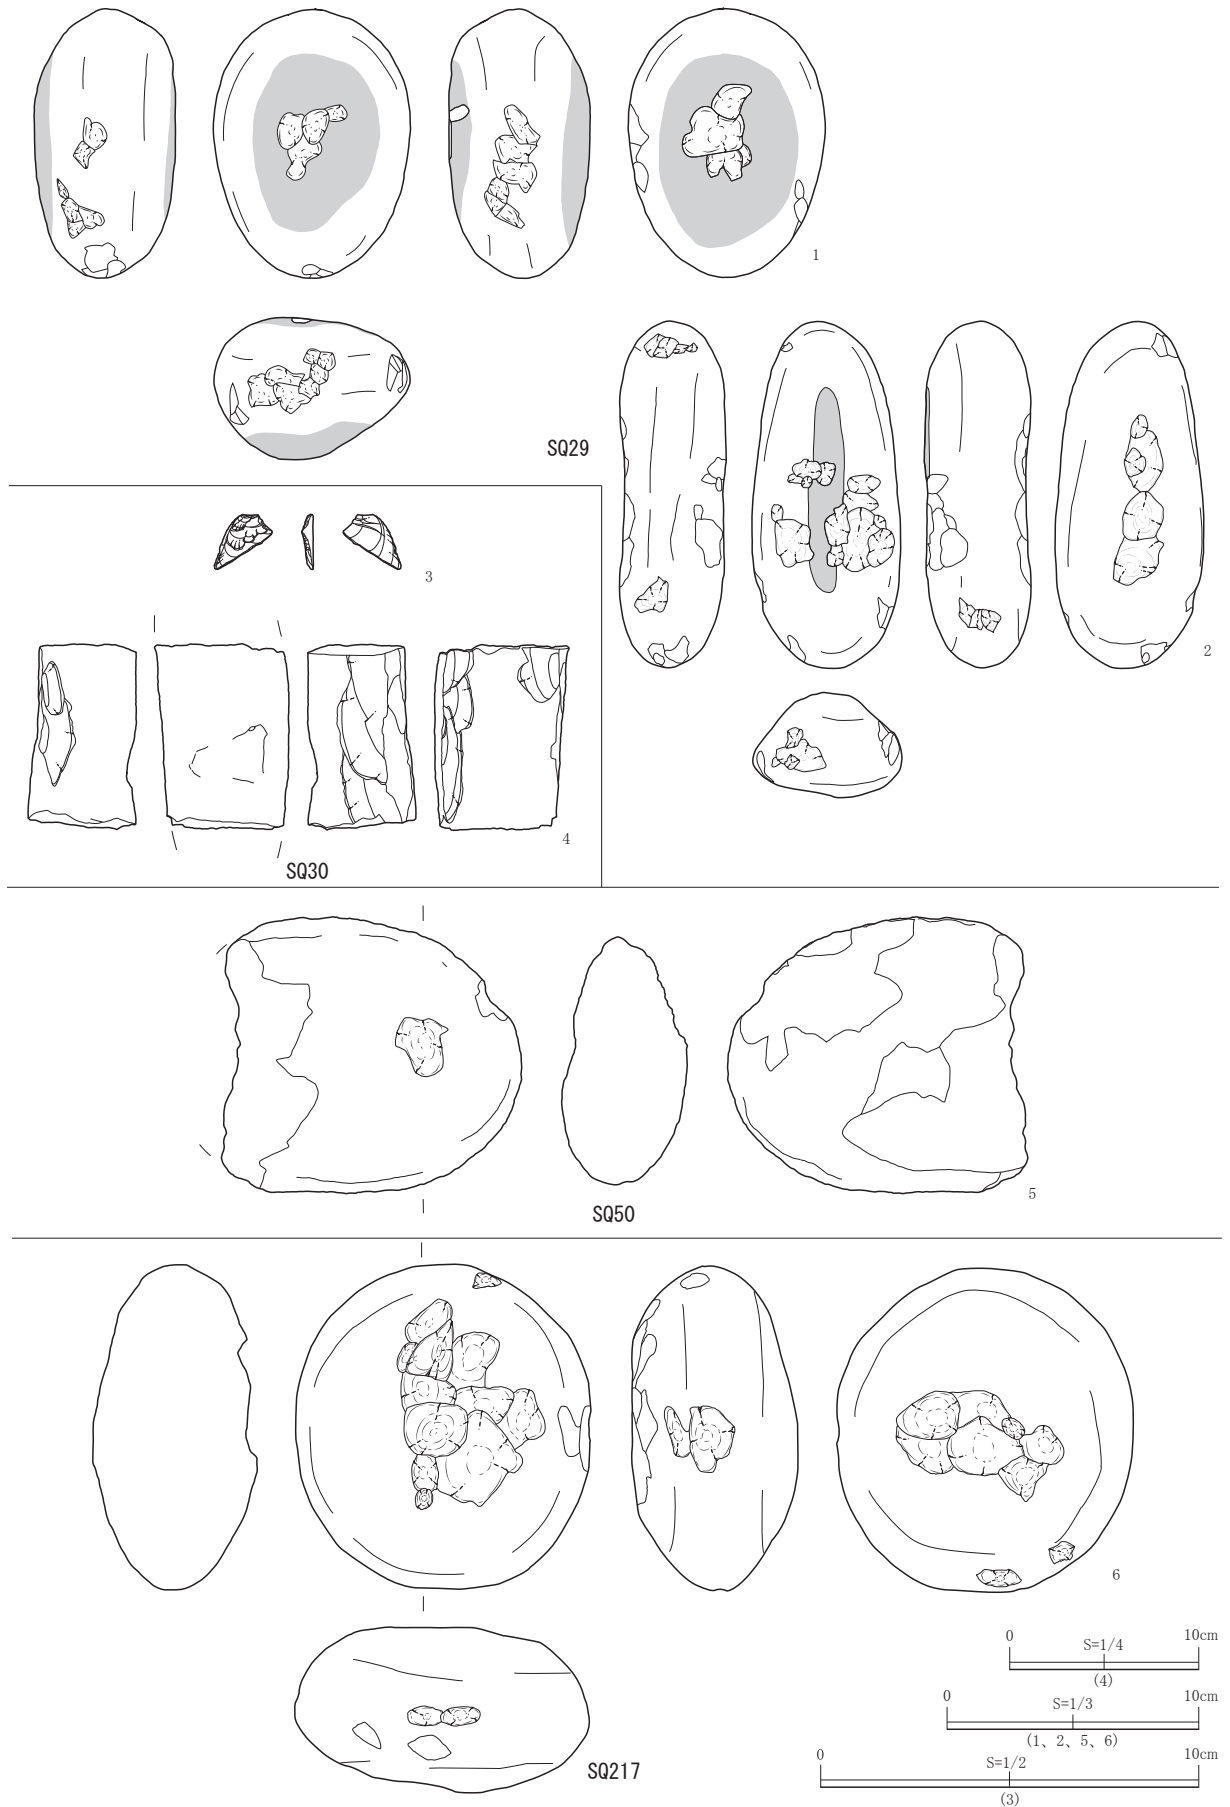 1
SQ29
2
3
4
SQ30
5
SQ50
6
SQ217
0 10cm
S=1/4
(4)
0 10cm
S=1/3
(1、2、5、6)
0 10cm
S=1/2
(3)